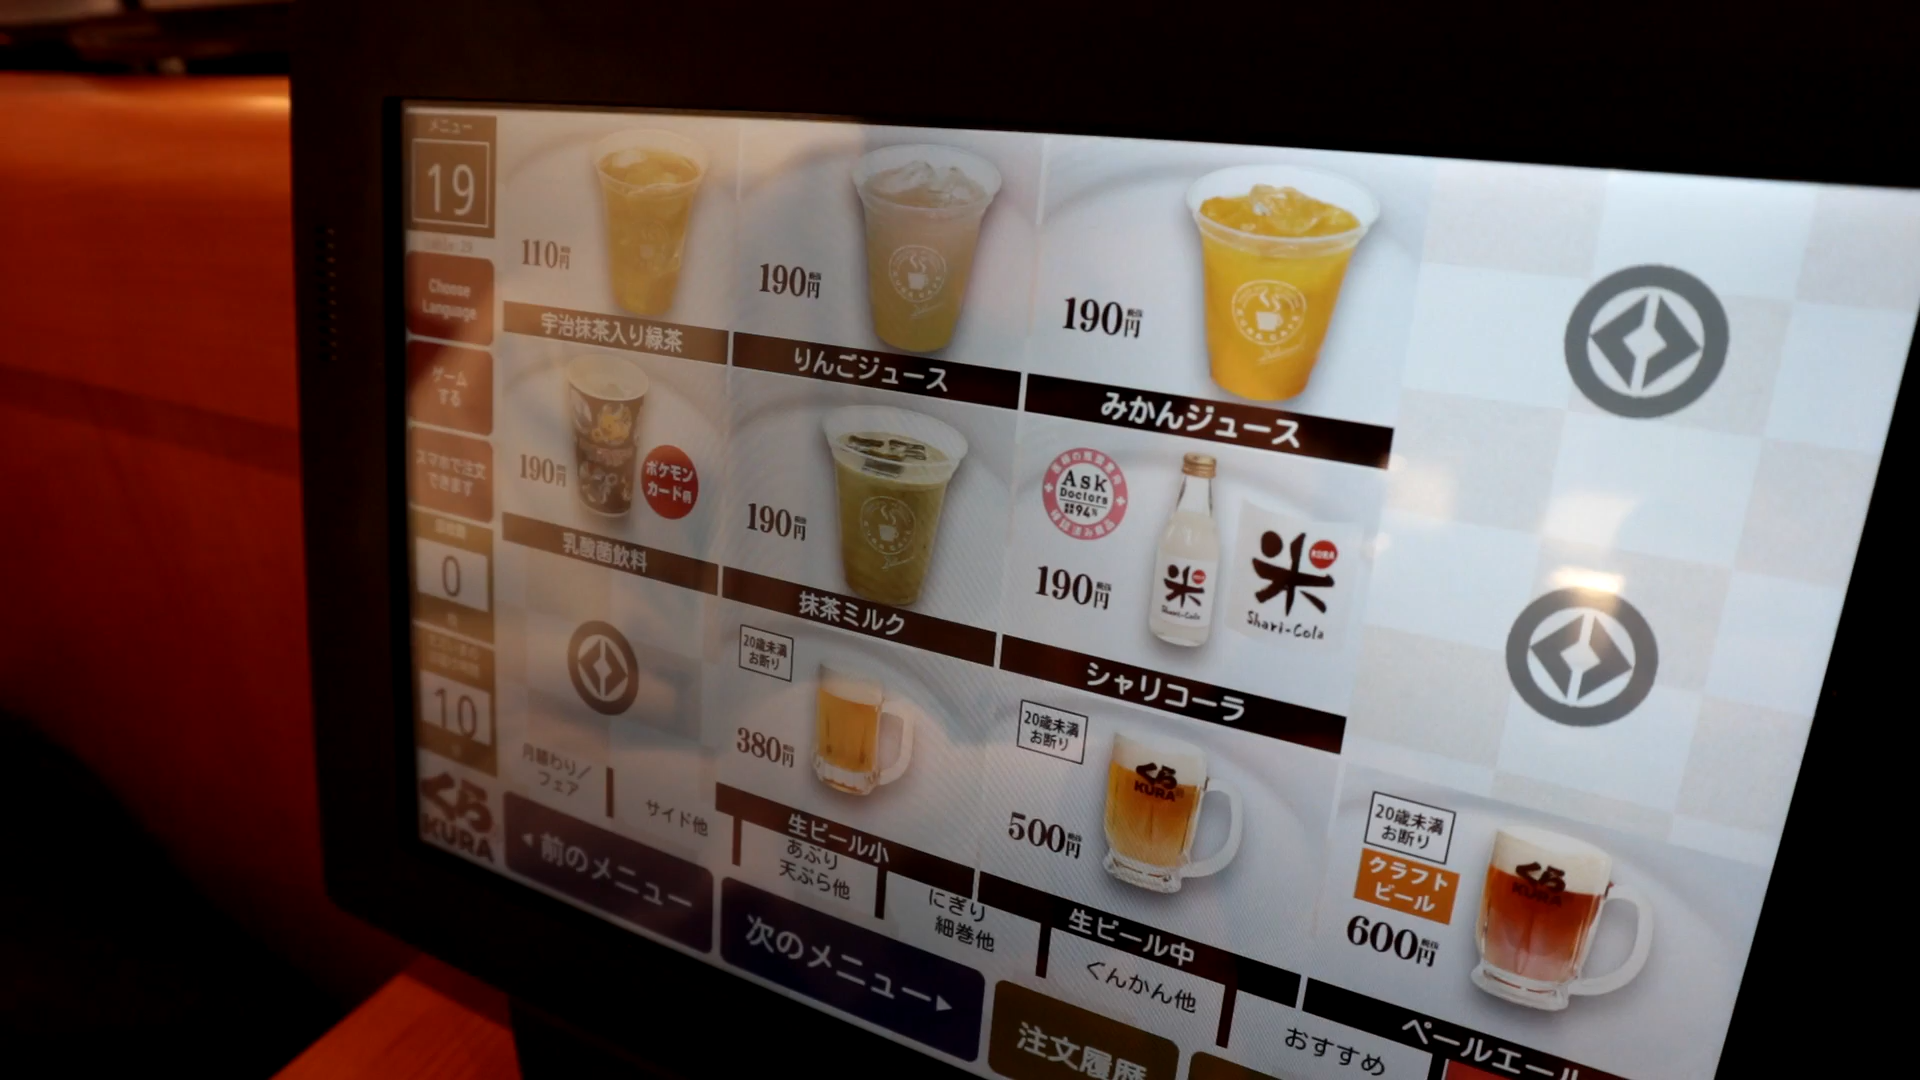 メニュー
19
Choose
Language
ゲーム
する
スマホで注文
できます
0
10
くら
KURA
110円
宇治抹茶入り緑茶
190円
りんごジュース
190円
みかんジュース
190円
ポケモン
カード柄
乳酸菌飲料
190円
抹茶ミルク
Ask
Doctors
94%
190円
米
KURA
Shari-Cola
米
Shari-Cola
シャリコーラ
20歳未満
お断り
380円
生ビール小
20歳未満
お断り
くら
KURA
500円
生ビール中
20歳未満
お断り
クラフト
ビール
くら
KURA
600円
ペールエール
月替わり/
フェア
サイド他
あぶり
天ぷら他
にぎり
細巻他
ぐんかん他
おすすめ
前のメニュー
次のメニュー
注文履歴